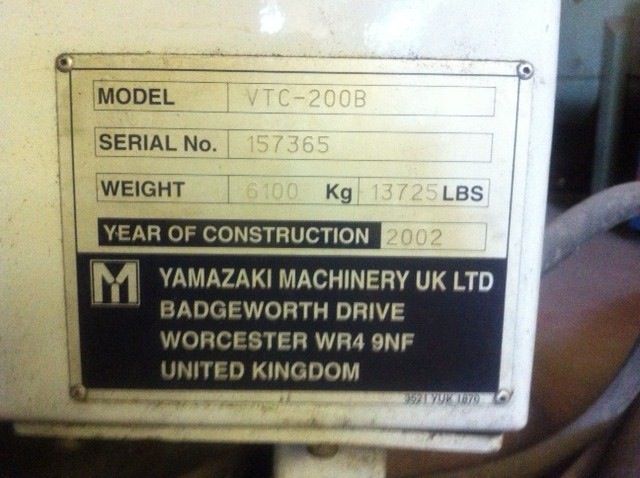 MODEL VTC-200B
SERIAL No. 157365
WEIGHT 6100 Kg 13725 LBS
YEAR OF CONSTRUCTION 2002
YAMAZAKI MACHINERY UK LTD
BADGEWORTH DRIVE
WORCESTER WR4 9NF
UNITED KINGDOM